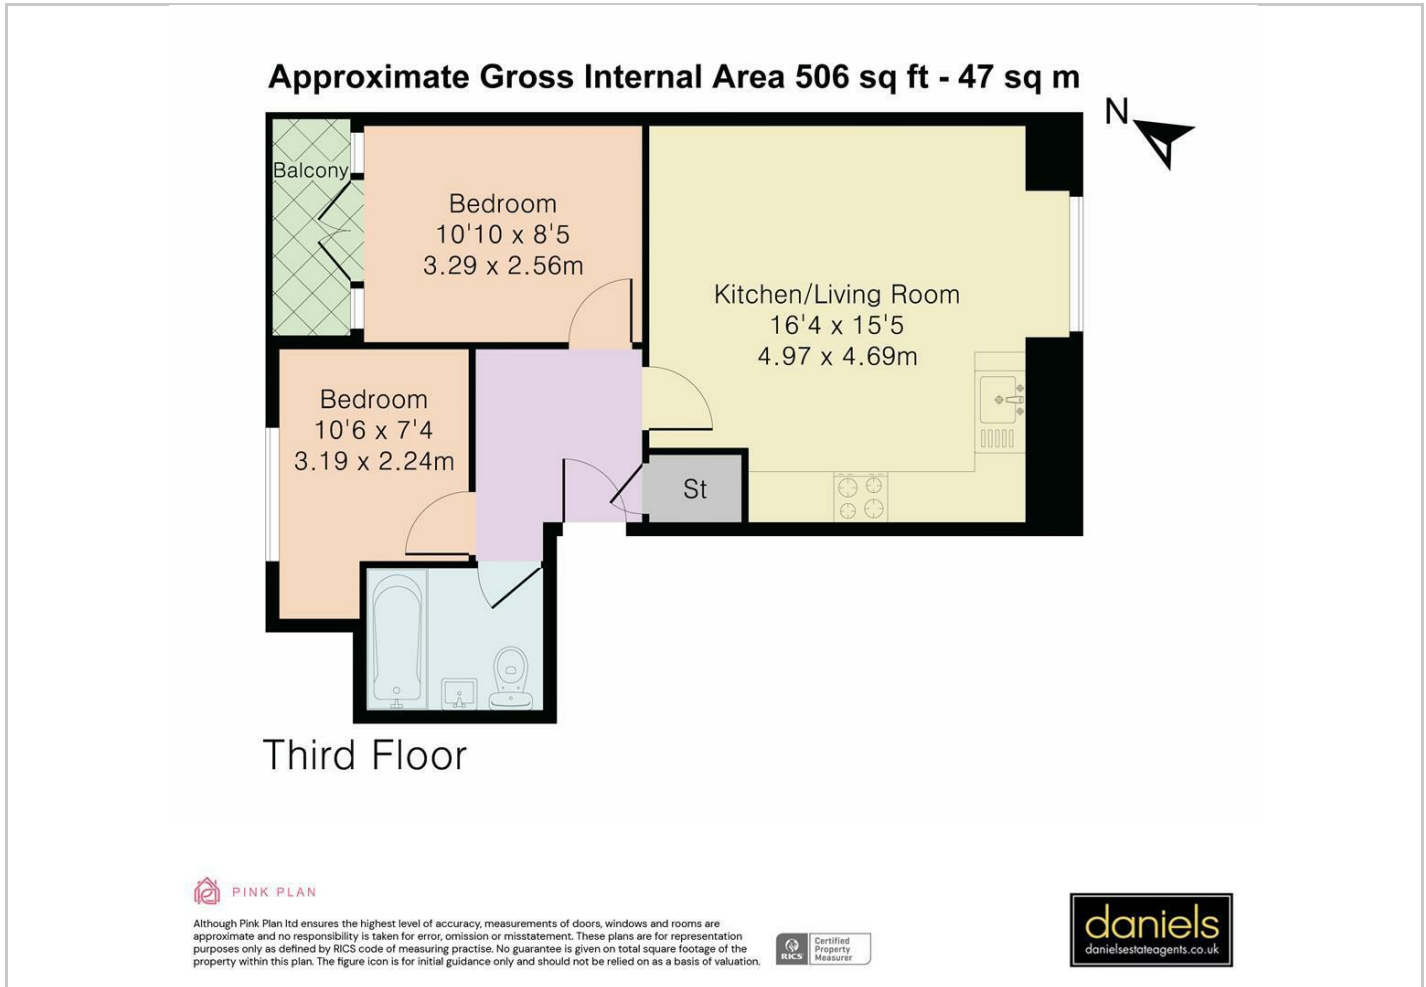 Approximate Gross Internal Area 506 sq ft - 47 sq m
N
Balcony
Bedroom
10'10 x 8'5
3.29 x 2.56m
Kitchen/Living Room
16'4 x 15'5
4.97 x 4.69m
Bedroom
10'6 x 7'4
3.19 x 2.24m
St
Third Floor
PINK PLAN
Although Pink Plan ltd ensures the highest level of accuracy, measurements of doors, windows and rooms are
approximate and no responsibility is taken for error, omission or misstatement. These plans are for representation
purposes only as defined by RICS code of measuring practise. No guarantee is given on total square footage of the
property within this plan. The figure icon is for initial guidance only and should not be relied on as a basis of valuation.
RICS
Certified
Property
Measurer
daniels
danielsestateagents.co.uk